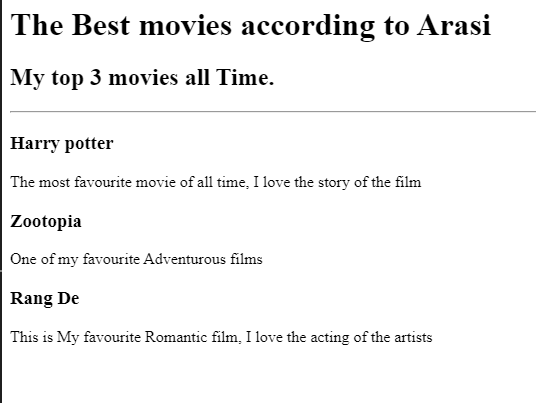 The Best movies according to Arasi
My top 3 movies all Time.
Harry potter
The most favourite movie of all time, I love the story of the film
Zootopia
One of my favourite Adventurous films
Rang De
This is My favourite Romantic film, I love the acting of the artists